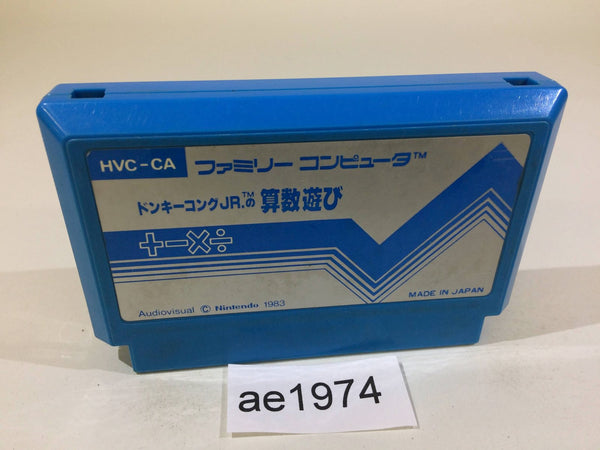 HVC-CA ファミリー コンピュータ™
ドンキーコングJR.™の 算数遊び
+−×÷
MADE IN JAPAN
Audiovisual © Nintendo 1983
ae1974